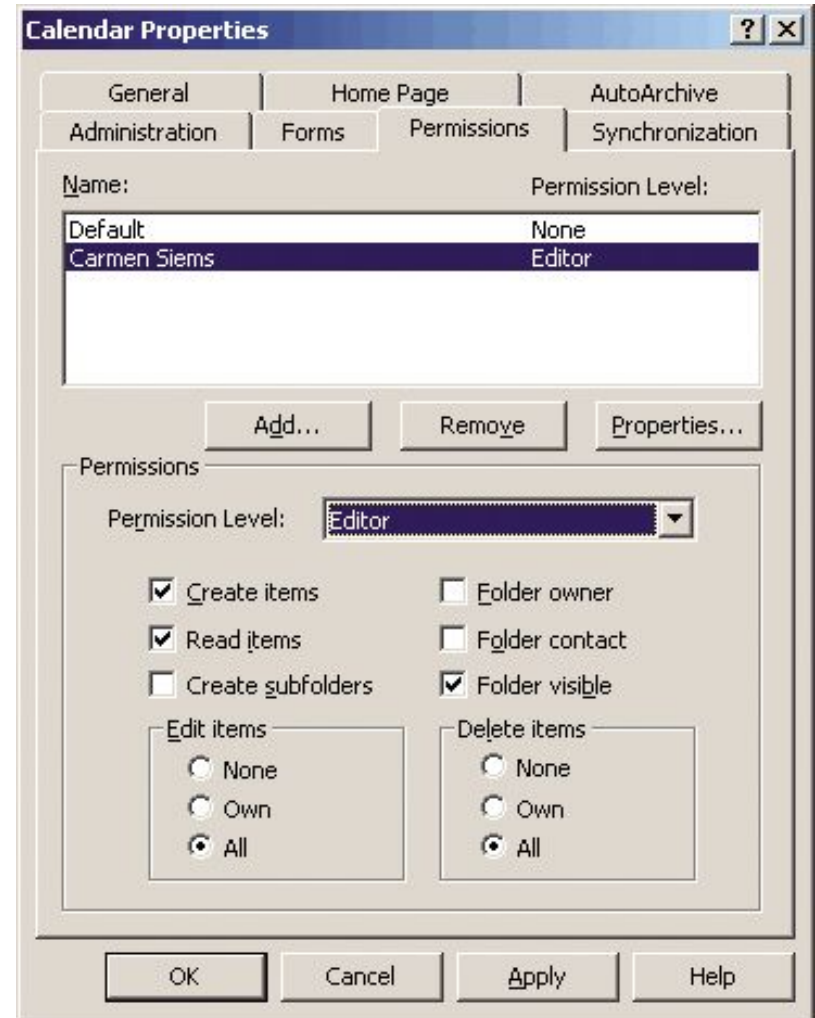 Calendar Properties
General Home Page AutoArchive
Administration Forms Permissions Synchronization
Name: Permission Level:
Default None
Carmen Siems Editor
Add... Remove Properties...
Permissions
Permission Level: Editor
Create items Folder owner
Read items Folder contact
Create subfolders Folder visible
Edit items Delete items
None None
Own Own
All All
OK Cancel Apply Help